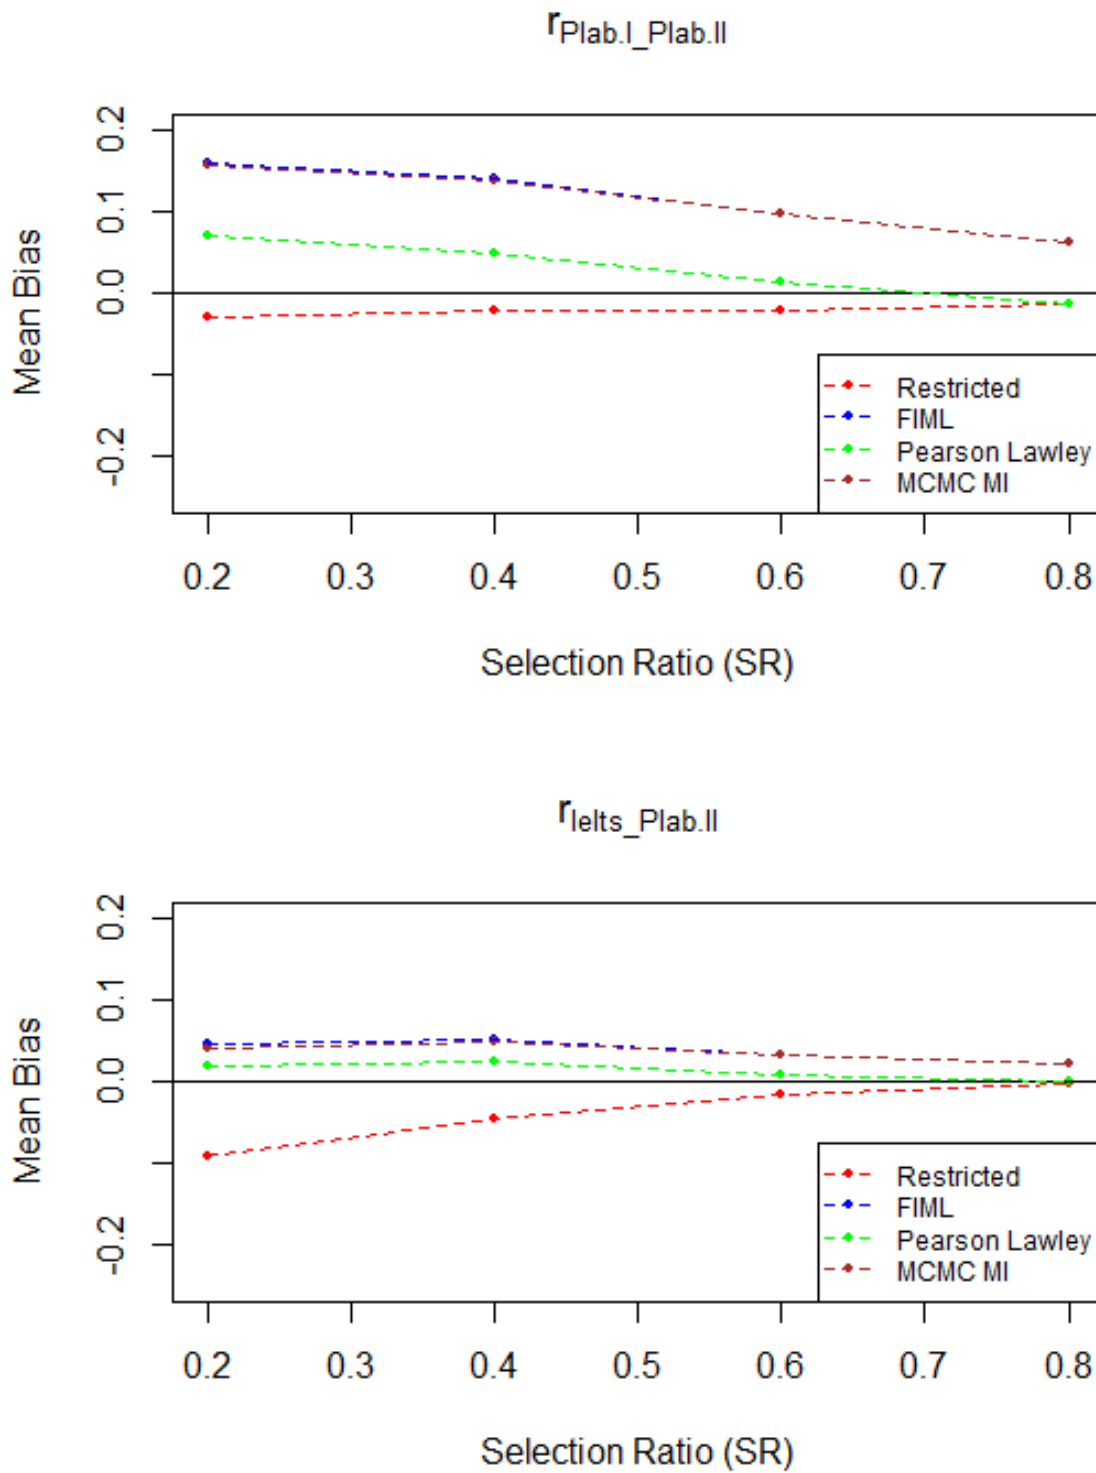 rPlab.I_Plab.II
Mean Bias
0.2
0.1
0.0
-0.2
Restricted
FIML
Pearson Lawley
MCMC MI
0.2 0.3 0.4 0.5 0.6 0.7 0.8
Selection Ratio (SR)
rIelts_Plab.II
Mean Bias
0.2
0.1
0.0
-0.2
Restricted
FIML
Pearson Lawley
MCMC MI
0.2 0.3 0.4 0.5 0.6 0.7 0.8
Selection Ratio (SR)